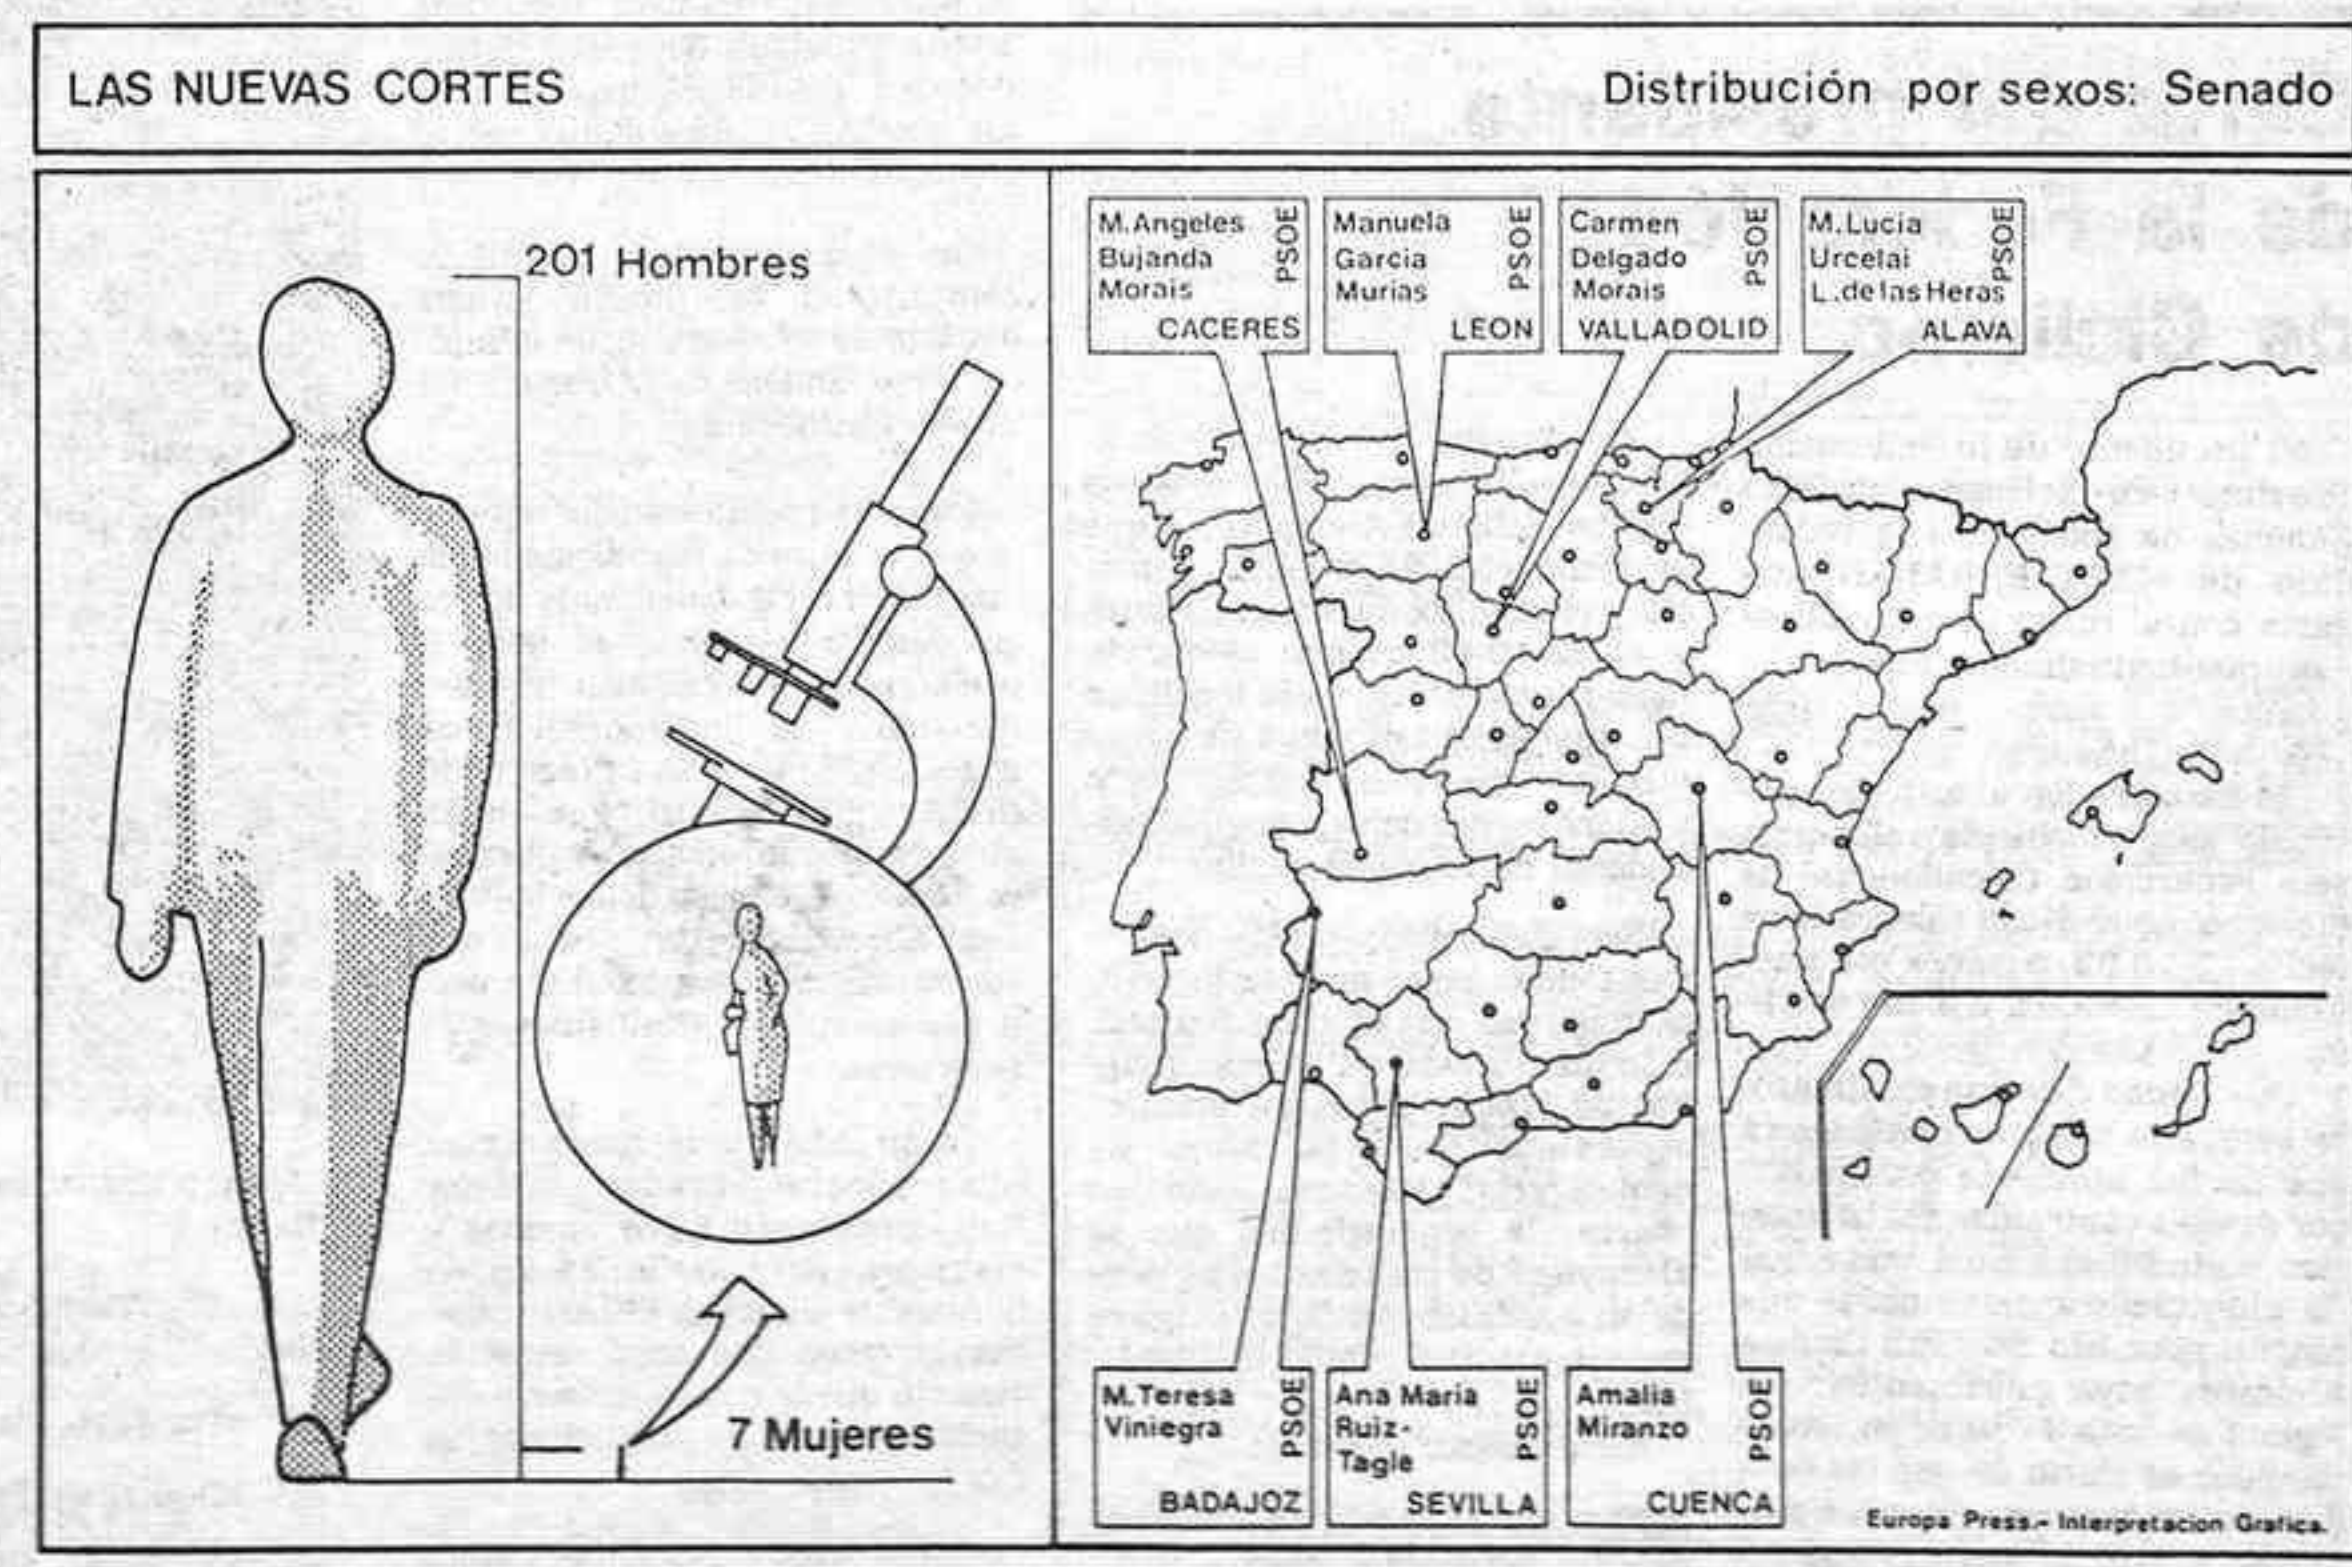 LAS NUEVAS CORTES
Distribución por sexos: Senado
201 Hombres
7 Mujeres
M.Angeles
Bujanda
Morais
PSOE
CACERES
Manuela
Garcia
Murias
PSOE
LEON
Carmen
Delgado
Morais
PSOE
VALLADOLID
M.Lucia
Urcelai
L.de las Heras
PSOE
ALAVA
M.Teresa
Viniegra
PSOE
BADAJOZ
Ana Maria
Ruiz-
Tagle
PSOE
SEVILLA
Amalia
Miranzo
PSOE
CUENCA
Europa Press.- Interpretacion Grafica.